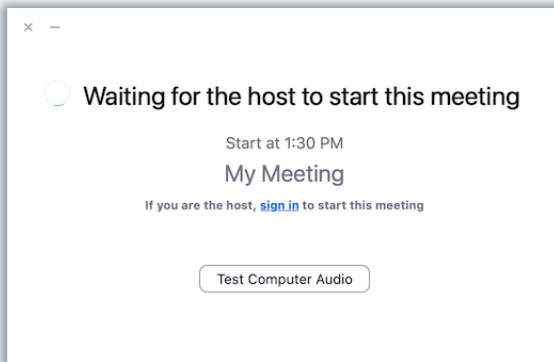 Waiting for the host to start this meeting
Start at 1:30 PM
My Meeting
If you are the host, sign in to start this meeting
Test Computer Audio